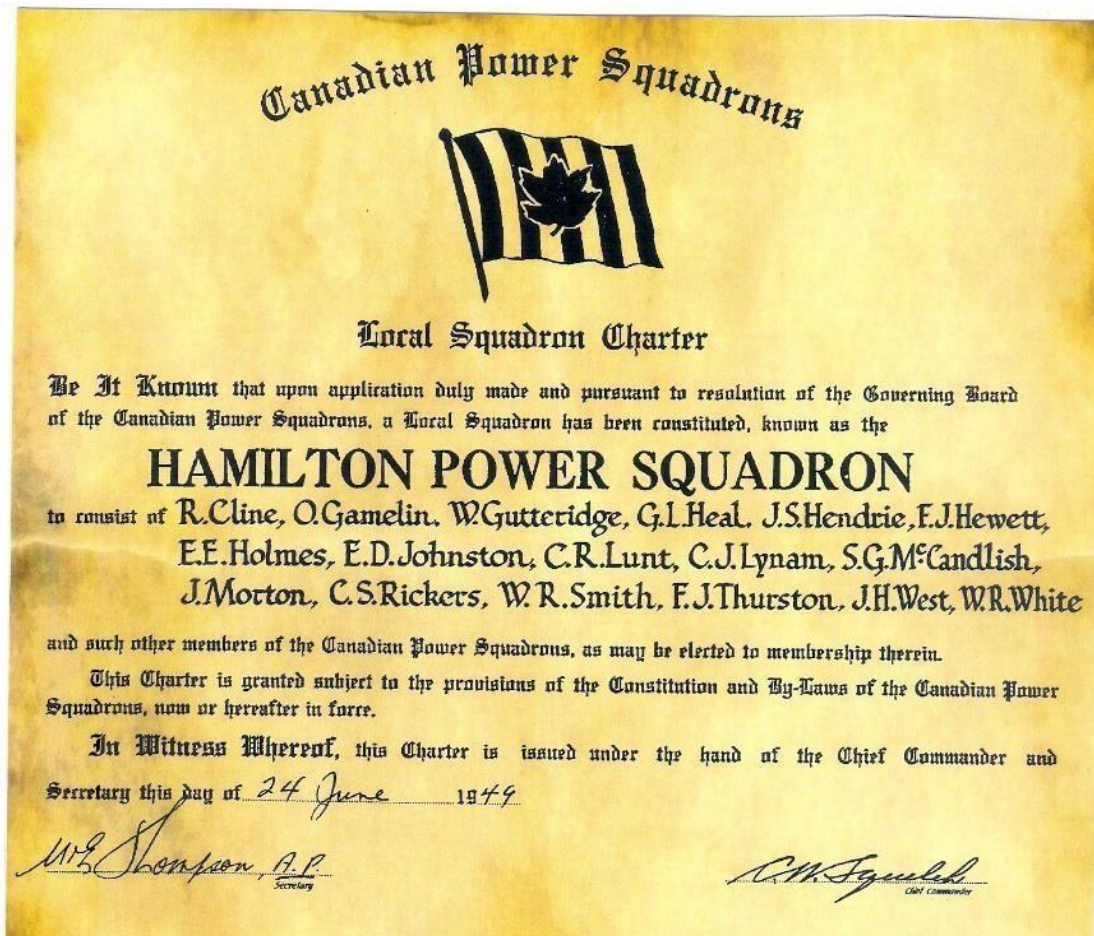 Canadian Power Squadrons
Local Squadron Charter
Be It Known that upon application duly made and pursuant to resolution of the Governing Board
of the Canadian Power Squadrons, a Local Squadron has been constituted, known as the
HAMILTON POWER SQUADRON
to consist of R.Cline, O.Gamelin, W.Gutteridge, G.L.Heal, J.S.Hendrie, F.J.Hewett,
E.E.Holmes, E.D.Johnston, C.R.Lunt, C.J.Lynam, S.G.McCandlish,
J.Morton, C.S.Rickers, W.R.Smith, F.J.Thurston, J.H.West, W.R.White
and such other members of the Canadian Power Squadrons, as may be elected to membership therein.
This Charter is granted subject to the provisions of the Constitution and By-Laws of the Canadian Power
Squadrons, now or hereafter in force.
In Witness Whereof, this Charter is issued under the hand of the Chief Commander and
Secretary this day of 24 June 1949
Thompson, A.P.
Secretary
C.W. Squelch
Chief Commander